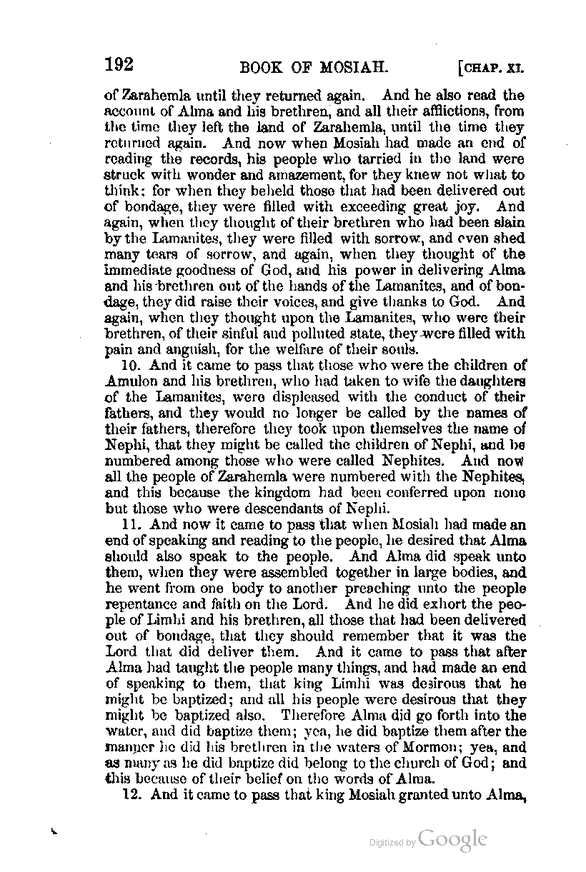 192 BOOK OF MOSIAH. [CHAP. XI.
of Zarahemla until they returned again. And he also read the
account of Alma and his brethren, and all their afflictions, from
the time they left the land of Zarahemla, until the time they
returned again. And now when Mosiah had made an end of
reading the records, his people who tarried in the land were
struck with wonder and amazement, for they knew not what to
think; for when they beheld those that had been delivered out
of bondage, they were filled with exceeding great joy. And
again, when they thought of their brethren who had been slain
by the Lamanites, they were filled with sorrow, and even shed
many tears of sorrow, and again, when they thought of the
immediate goodness of God, and his power in delivering Alma
and his brethren out of the hands of the Lamanites, and of bon-
dage, they did raise their voices, and give thanks to God. And
again, when they thought upon the Lamanites, who were their
brethren, of their sinful and polluted state, they were filled with
pain and anguish, for the welfare of their souls.
10. And it came to pass that those who were the children of
Amulon and his brethren, who had taken to wife the daughters
of the Lamanites, were displeased with the conduct of their
fathers, and they would no longer be called by the names of
their fathers, therefore they took upon themselves the name of
Nephi, that they might be called the children of Nephi, and be
numbered among those who were called Nephites. And now
all the people of Zarahemla were numbered with the Nephites,
and this because the kingdom had been conferred upon none
but those who were descendants of Nephi.
11. And now it came to pass that when Mosiah had made an
end of speaking and reading to the people, he desired that Alma
should also speak to the people. And Alma did speak unto
them, when they were assembled together in large bodies, and
he went from one body to another preaching unto the people
repentance and faith on the Lord. And he did exhort the peo-
ple of Limhi and his brethren, all those that had been delivered
out of bondage, that they should remember that it was the
Lord that did deliver them. And it came to pass that after
Alma had taught the people many things, and had made an end
of speaking to them, that king Limhi was desirous that he
might be baptized; and all his people were desirous that they
might be baptized also. Therefore Alma did go forth into the
water, and did baptize them; yea, he did baptize them after the
manner he did his brethren in the waters of Mormon; yea, and
as many as he did baptize did belong to the church of God; and
this because of their belief on the words of Alma.
12. And it came to pass that king Mosiah granted unto Alma,
Digitized by Google